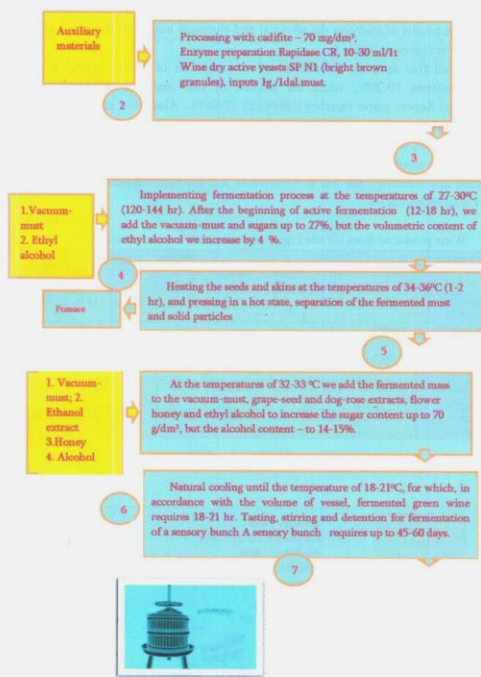 Auxiliary
materials
Processing with cadifite – 70 mg/dm³,
Enzyme preparation Rapidase CR, 10-30 ml/1t
Wine dry active yeasts SP N1 (bright brown
granules), inputs 1g./1dal.must.
2
3
1.Vacuum-
must
2. Ethyl
alcohol
Implementing fermentation process at the temperatures of 27-30ºC
(120-144 hr). After the beginning of active fermentation (12-18 hr), we
add the vacuum-must and sugars up to 27%, but the volumetric content of
ethyl alcohol we increase by 4 %.
4
Pomace
Heating the seeds and skins at the temperatures of 34-36ºC (1-2
hr), and pressing in a hot state, separation of the fermented must
and solid particles
5
1. Vacuum-
must; 2.
Ethanol
extract
3.Honey
4. Alcohol
At the temperatures of 32-33 ºC we add the fermented mass
to the vacuum-must, grape-seed and dog-rose extracts, flower
honey and ethyl alcohol to increase the sugar content up to 70
g/dm³, but the alcohol content – to 14-15%.
6
Natural cooling until the temperature of 18-21ºC, for which, in
accordance with the volume of vessel, fermented green wine
requires 18-21 hr. Tasting, stirring and detention for fermentation
of a sensory bunch A sensory bunch requires up to 45-60 days.
7